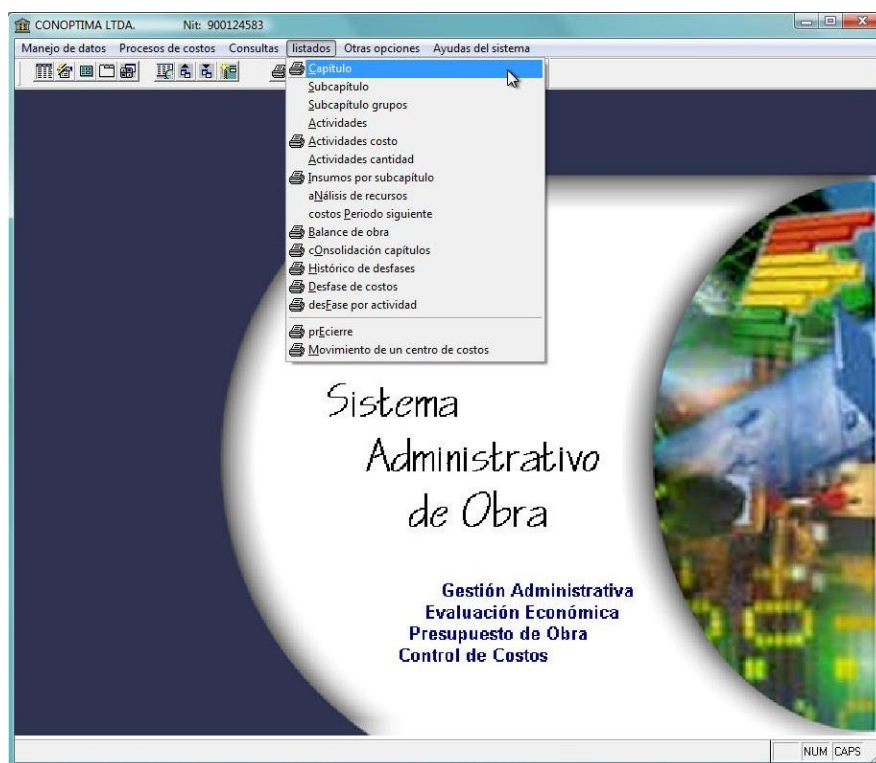 CONOPTIMA LTDA. Nit: 900124583
Manejo de datos Procesos de costos Consultas listados Otras opciones Ayudas del sistema
Capítulo
Subcapítulo
Subcapítulo grupos
Actividades
Actividades costo
Actividades cantidad
Insumos por subcapítulo
aNálisis de recursos
costos Periodo siguiente
Balance de obra
cOnsolidación capítulos
Histórico de desfases
Desfase de costos
desFase por actividad
prEcierre
Movimiento de un centro de costos
Sistema
Administrativo
de Obra
Gestión Administrativa
Evaluación Económica
Presupuesto de Obra
Control de Costos
NUM CAPS